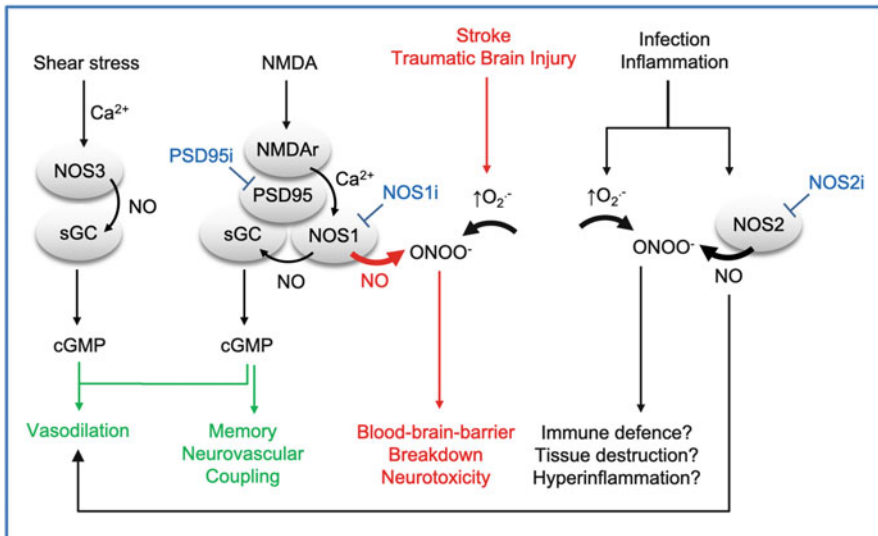 Shear stress
Ca²⁺
NOS3
NO
sGC
cGMP
Vasodilation
NMDA
NMDAr
PSD95i
PSD95
Ca²⁺
NOS1i
sGC
NOS1
NO
NO
cGMP
Memory
Neurovascular
Coupling
Stroke
Traumatic Brain Injury
↑O₂·⁻
ONOO⁻
Blood-brain-barrier
Breakdown
Neurotoxicity
Infection
Inflammation
↑O₂·⁻
NOS2i
NOS2
ONOO⁻
NO
Immune defence?
Tissue destruction?
Hyperinflammation?